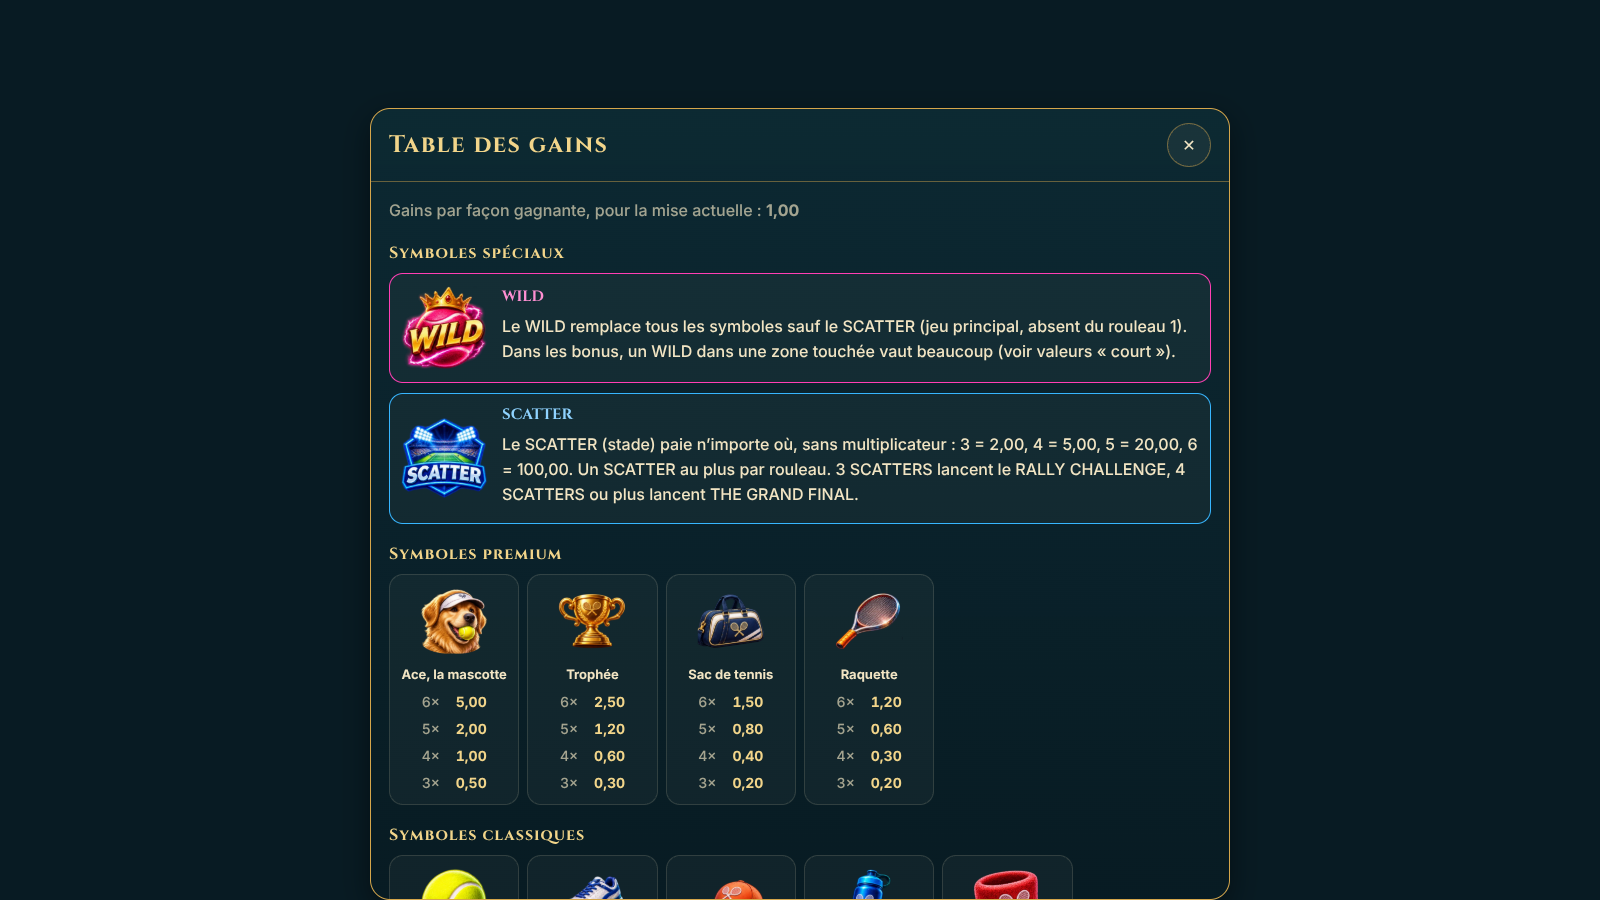 Table des gains
×
Gains par façon gagnante, pour la mise actuelle : 1,00
Symboles spéciaux
WILD
WILD
Le WILD remplace tous les symboles sauf le SCATTER (jeu principal, absent du rouleau 1).
Dans les bonus, un WILD dans une zone touchée vaut beaucoup (voir valeurs « court »).
SCATTER
SCATTER
Le SCATTER (stade) paie n’importe où, sans multiplicateur : 3 = 2,00, 4 = 5,00, 5 = 20,00, 6
= 100,00. Un SCATTER au plus par rouleau. 3 SCATTERS lancent le RALLY CHALLENGE, 4
SCATTERS ou plus lancent THE GRAND FINAL.
Symboles premium
Ace, la mascotte
6× 5,00
5× 2,00
4× 1,00
3× 0,50
Trophée
6× 2,50
5× 1,20
4× 0,60
3× 0,30
Sac de tennis
6× 1,50
5× 0,80
4× 0,40
3× 0,20
Raquette
6× 1,20
5× 0,60
4× 0,30
3× 0,20
Symboles classiques